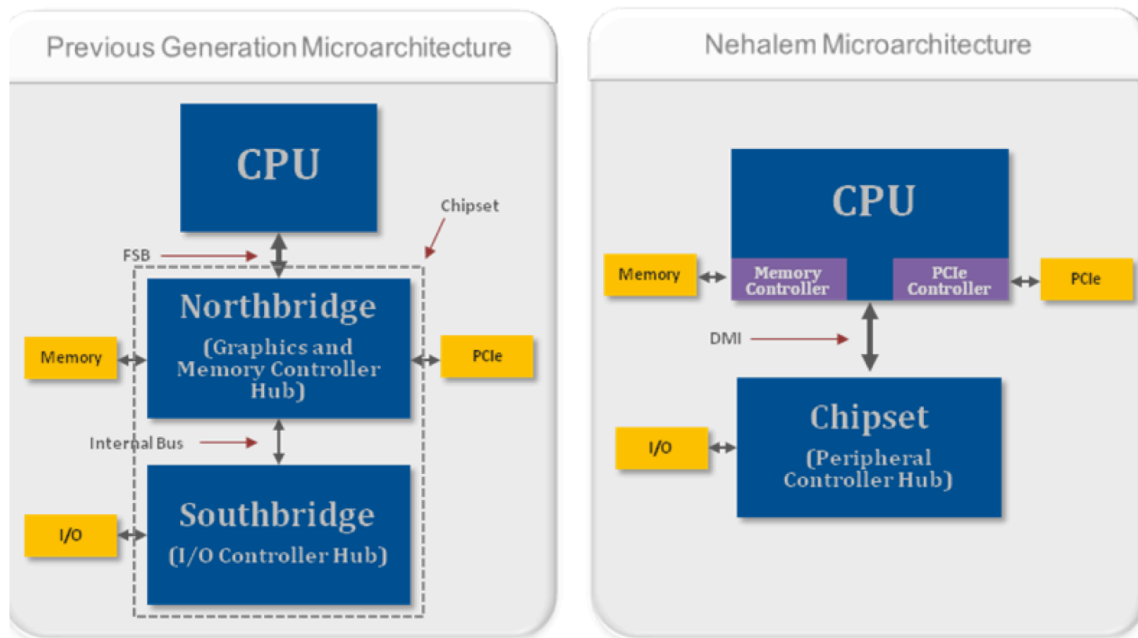 Previous Generation Microarchitecture
CPU
Chipset
FSB
Northbridge
(Graphics and
Memory Controller
Hub)
Memory
PCIe
Internal Bus
Southbridge
(I/O Controller Hub)
I/O
Nehalem Microarchitecture
CPU
Memory
Memory
Controller
PCIe
Controller
PCIe
DMI
Chipset
(Peripheral
Controller Hub)
I/O